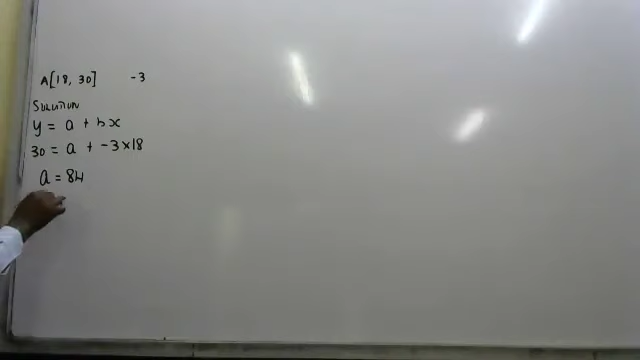 A[18, 30] -3
SOLUTION
y = a + bx
30 = a + -3×18
a = 84